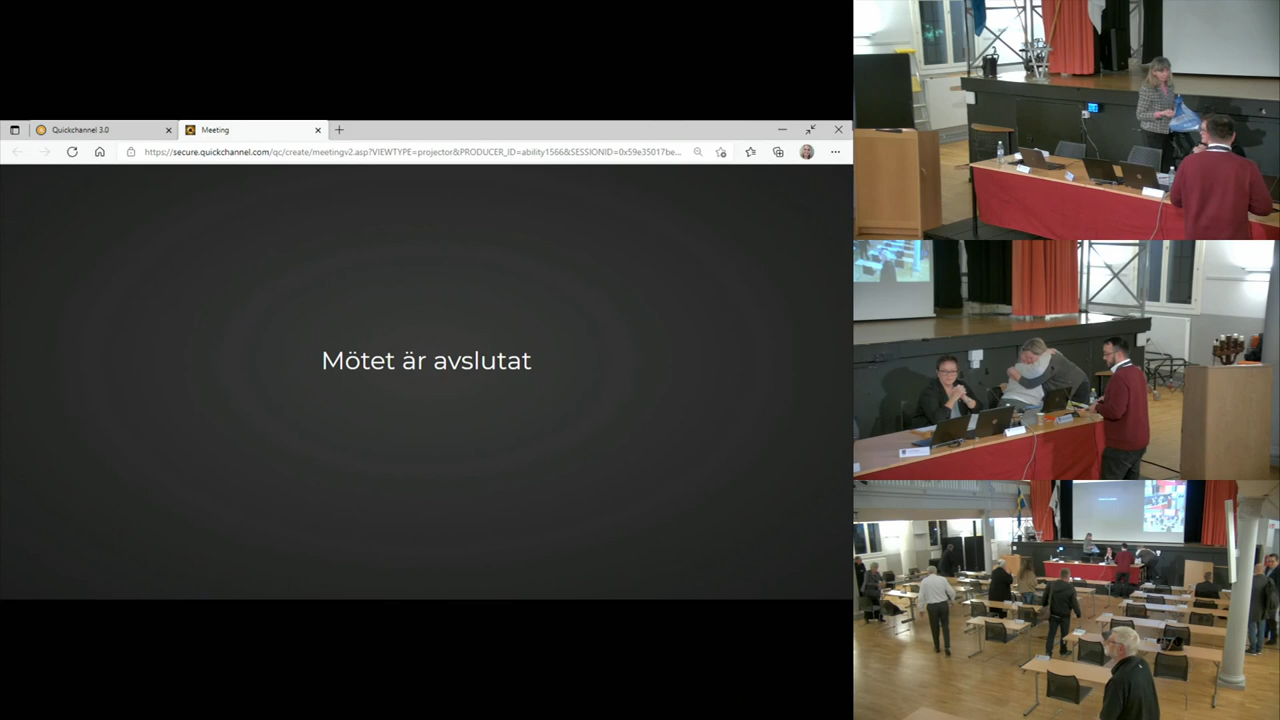 Quickchannel 3.0
Meeting
https://secure.quickchannel.com/qc/create/meetingv2.asp?VIEWTYPE=projector&PRODUCER_ID=ability1566&SESSIONID=0x59e35017be...
Mötet är avslutat